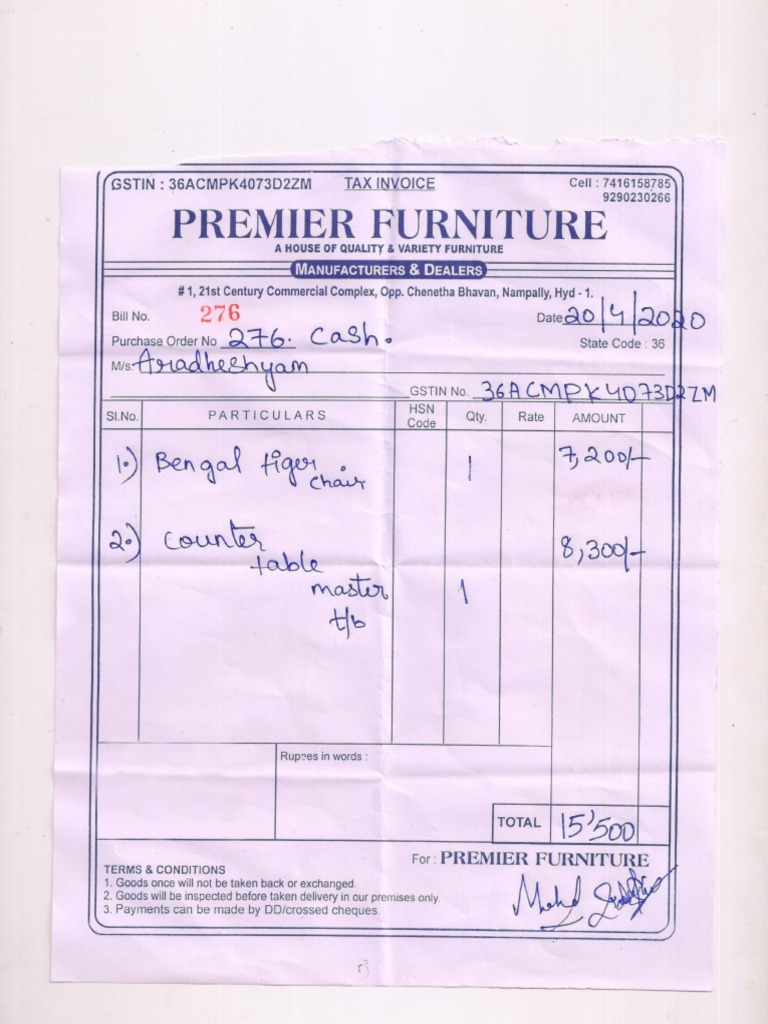 GSTIN : 36ACMPK4073D2ZM TAX INVOICE Cell : 7416158785
9290230266
PREMIER FURNITURE
A HOUSE OF QUALITY & VARIETY FURNITURE
MANUFACTURERS & DEALERS
# 1, 21st Century Commercial Complex, Opp. Chenetha Bhavan, Nampally, Hyd - 1.
Bill No. 276 Date 20/4/2020
Purchase Order No 276. Cash. State Code : 36
M/s. Aradheshyam
GSTIN No. 36ACMPK4073D2ZM
Sl.No. PARTICULARS HSN Code Qty. Rate AMOUNT
1.) Bengal tiger chair 1 7,200/-
2.) Counter 8,300/-
table
master 1
t/b
Rupees in words :
TOTAL 15'500
For : PREMIER FURNITURE
TERMS & CONDITIONS
1. Goods once will not be taken back or exchanged.
2. Goods will be inspected before taken delivery in our premises only.
3. Payments can be made by DD/crossed cheques.
Mohd